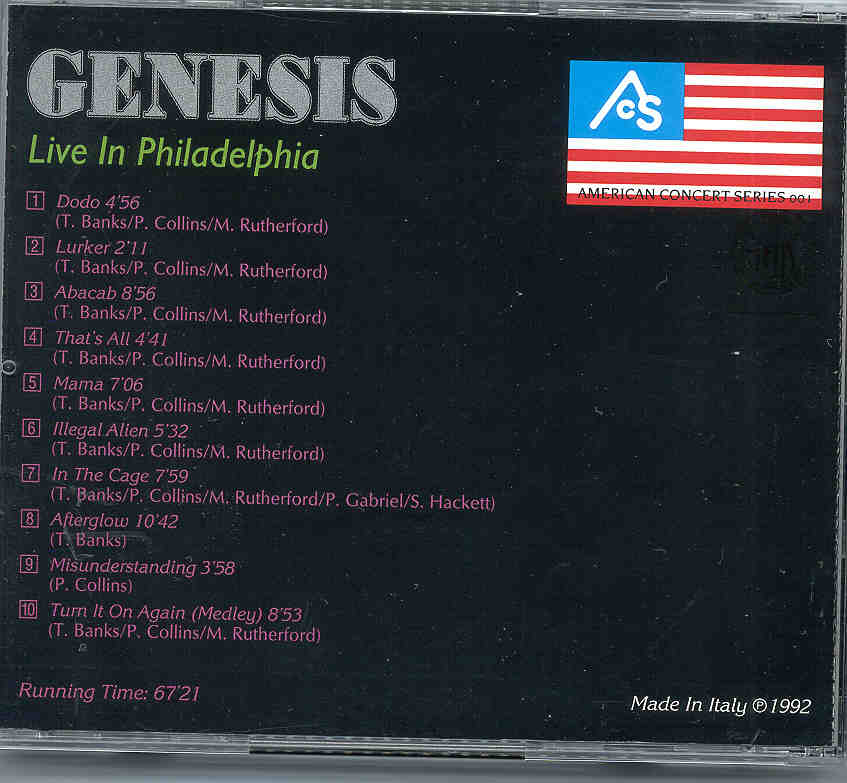 GENESIS
Live In Philadelphia
ACS
AMERICAN CONCERT SERIES 001
1 Dodo 4'56
(T. Banks/P. Collins/M. Rutherford)
2 Lurker 2'11
(T. Banks/P. Collins/M. Rutherford)
3 Abacab 8'56
(T. Banks/P. Collins/M. Rutherford)
4 That's All 4'41
(T. Banks/P. Collins/M. Rutherford)
5 Mama 7'06
(T. Banks/P. Collins/M. Rutherford)
6 Illegal Alien 5'32
(T. Banks/P. Collins/M. Rutherford)
7 In The Cage 7'59
(T. Banks/P. Collins/M. Rutherford/P. Gabriel/S. Hackett)
8 Afterglow 10'42
(T. Banks)
9 Misunderstanding 3'58
(P. Collins)
10 Turn It On Again (Medley) 8'53
(T. Banks/P. Collins/M. Rutherford)
Running Time: 67'21
Made In Italy ℗ 1992